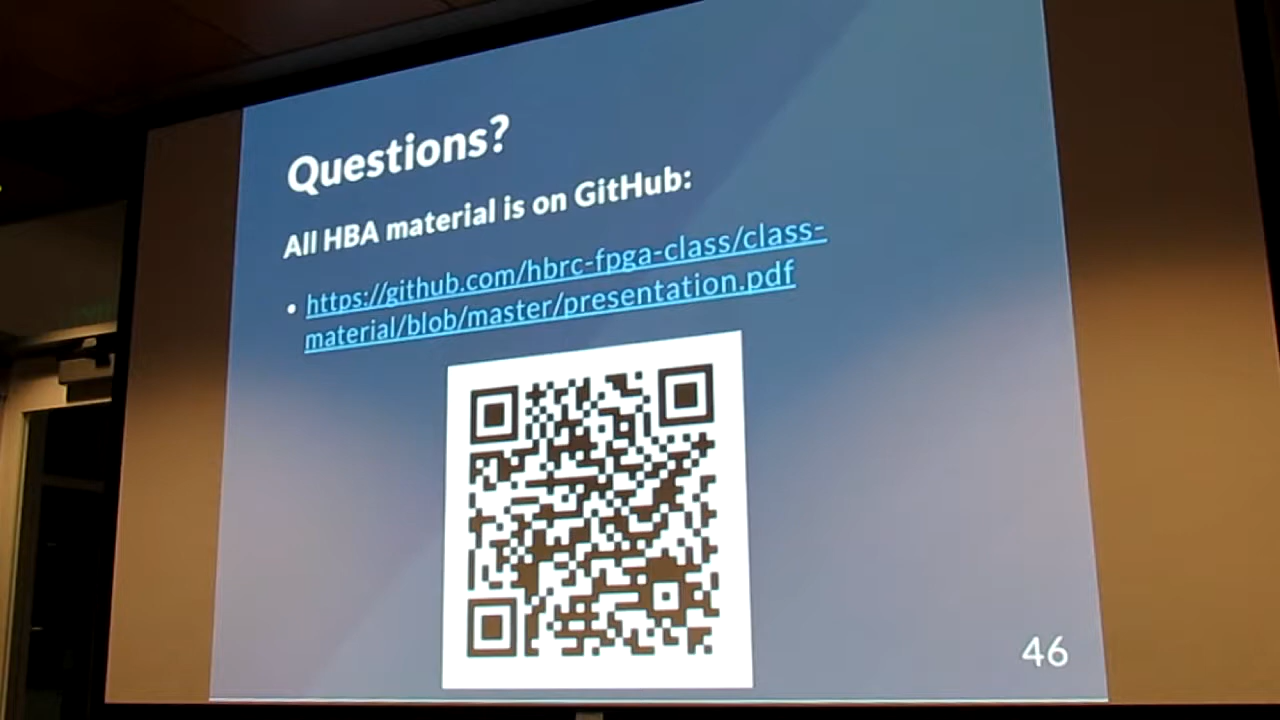 Questions?
All HBA material is on GitHub:
• https://github.com/hbrc-fpga-class/class-
material/blob/master/presentation.pdf
46